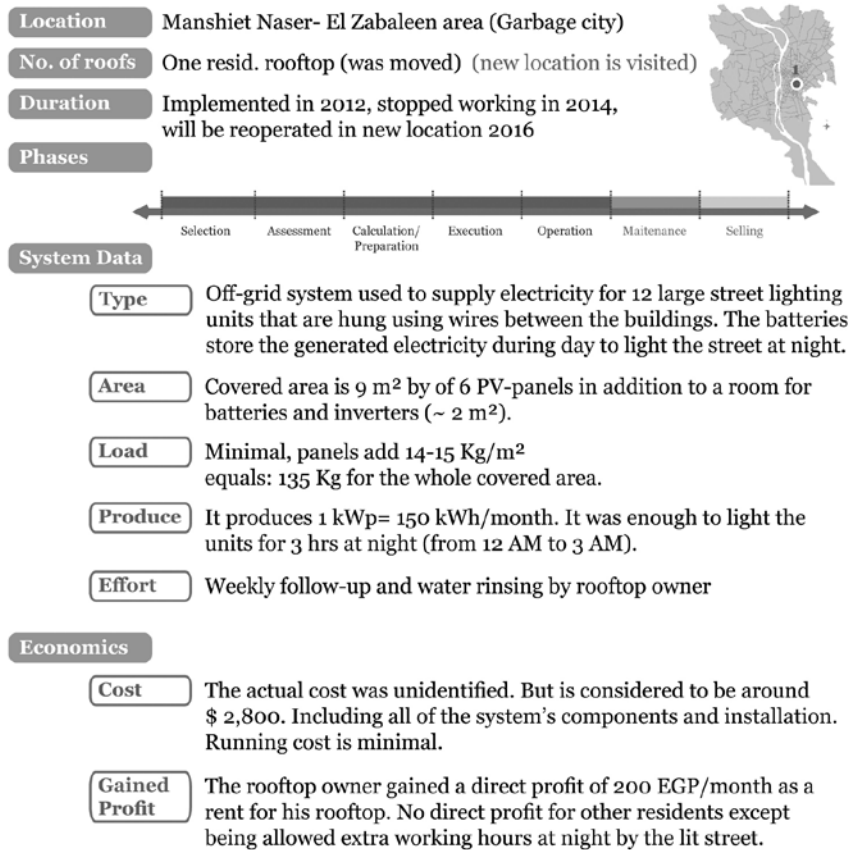 Location Manshiet Naser- El Zabaleen area (Garbage city)
No. of roofs One resid. rooftop (was moved) (new location is visited)
Duration Implemented in 2012, stopped working in 2014,
will be reoperated in new location 2016
1
Phases
Selection Assessment Calculation/ Execution Operation Maitenance Selling
Preparation
System Data
Type Off-grid system used to supply electricity for 12 large street lighting
units that are hung using wires between the buildings. The batteries
store the generated electricity during day to light the street at night.
Area Covered area is 9 m² by of 6 PV-panels in addition to a room for
batteries and inverters (~ 2 m²).
Load Minimal, panels add 14-15 Kg/m²
equals: 135 Kg for the whole covered area.
Produce It produces 1 kWp= 150 kWh/month. It was enough to light the
units for 3 hrs at night (from 12 AM to 3 AM).
Effort Weekly follow-up and water rinsing by rooftop owner
Economics
Cost The actual cost was unidentified. But is considered to be around
$ 2,800. Including all of the system's components and installation.
Running cost is minimal.
Gained The rooftop owner gained a direct profit of 200 EGP/month as a
Profit rent for his rooftop. No direct profit for other residents except
being allowed extra working hours at night by the lit street.